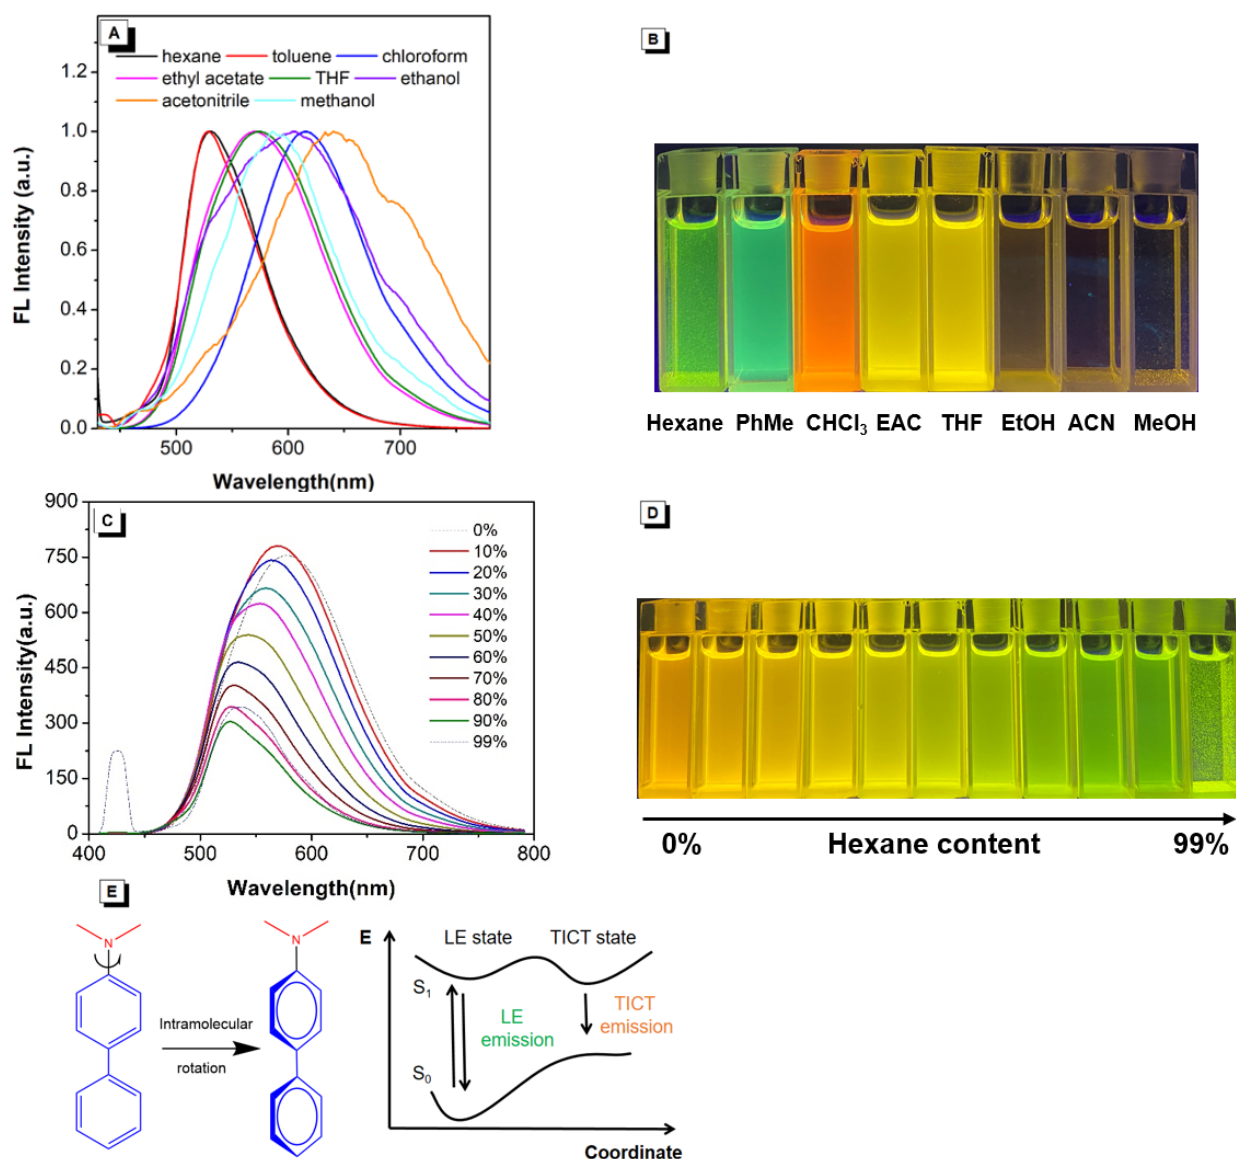 A
hexane toluene chloroform
ethyl acetate THF ethanol
acetonitrile methanol
FL Intensity (a.u.)
1.2
1.0
0.8
0.6
0.4
0.2
0.0
500 600 700
Wavelength(nm)
B
Hexane PhMe CHCl₃ EAC THF EtOH ACN MeOH
C
FL Intensity(a.u.)
900
750
600
450
300
150
0
0%
10%
20%
30%
40%
50%
60%
70%
80%
90%
99%
400 500 600 700 800
Wavelength(nm)
D
0% Hexane content 99%
E
N
Intramolecular
rotation
N
E
LE state TICT state
S₁
LE
emission
TICT
emission
S₀
Coordinate